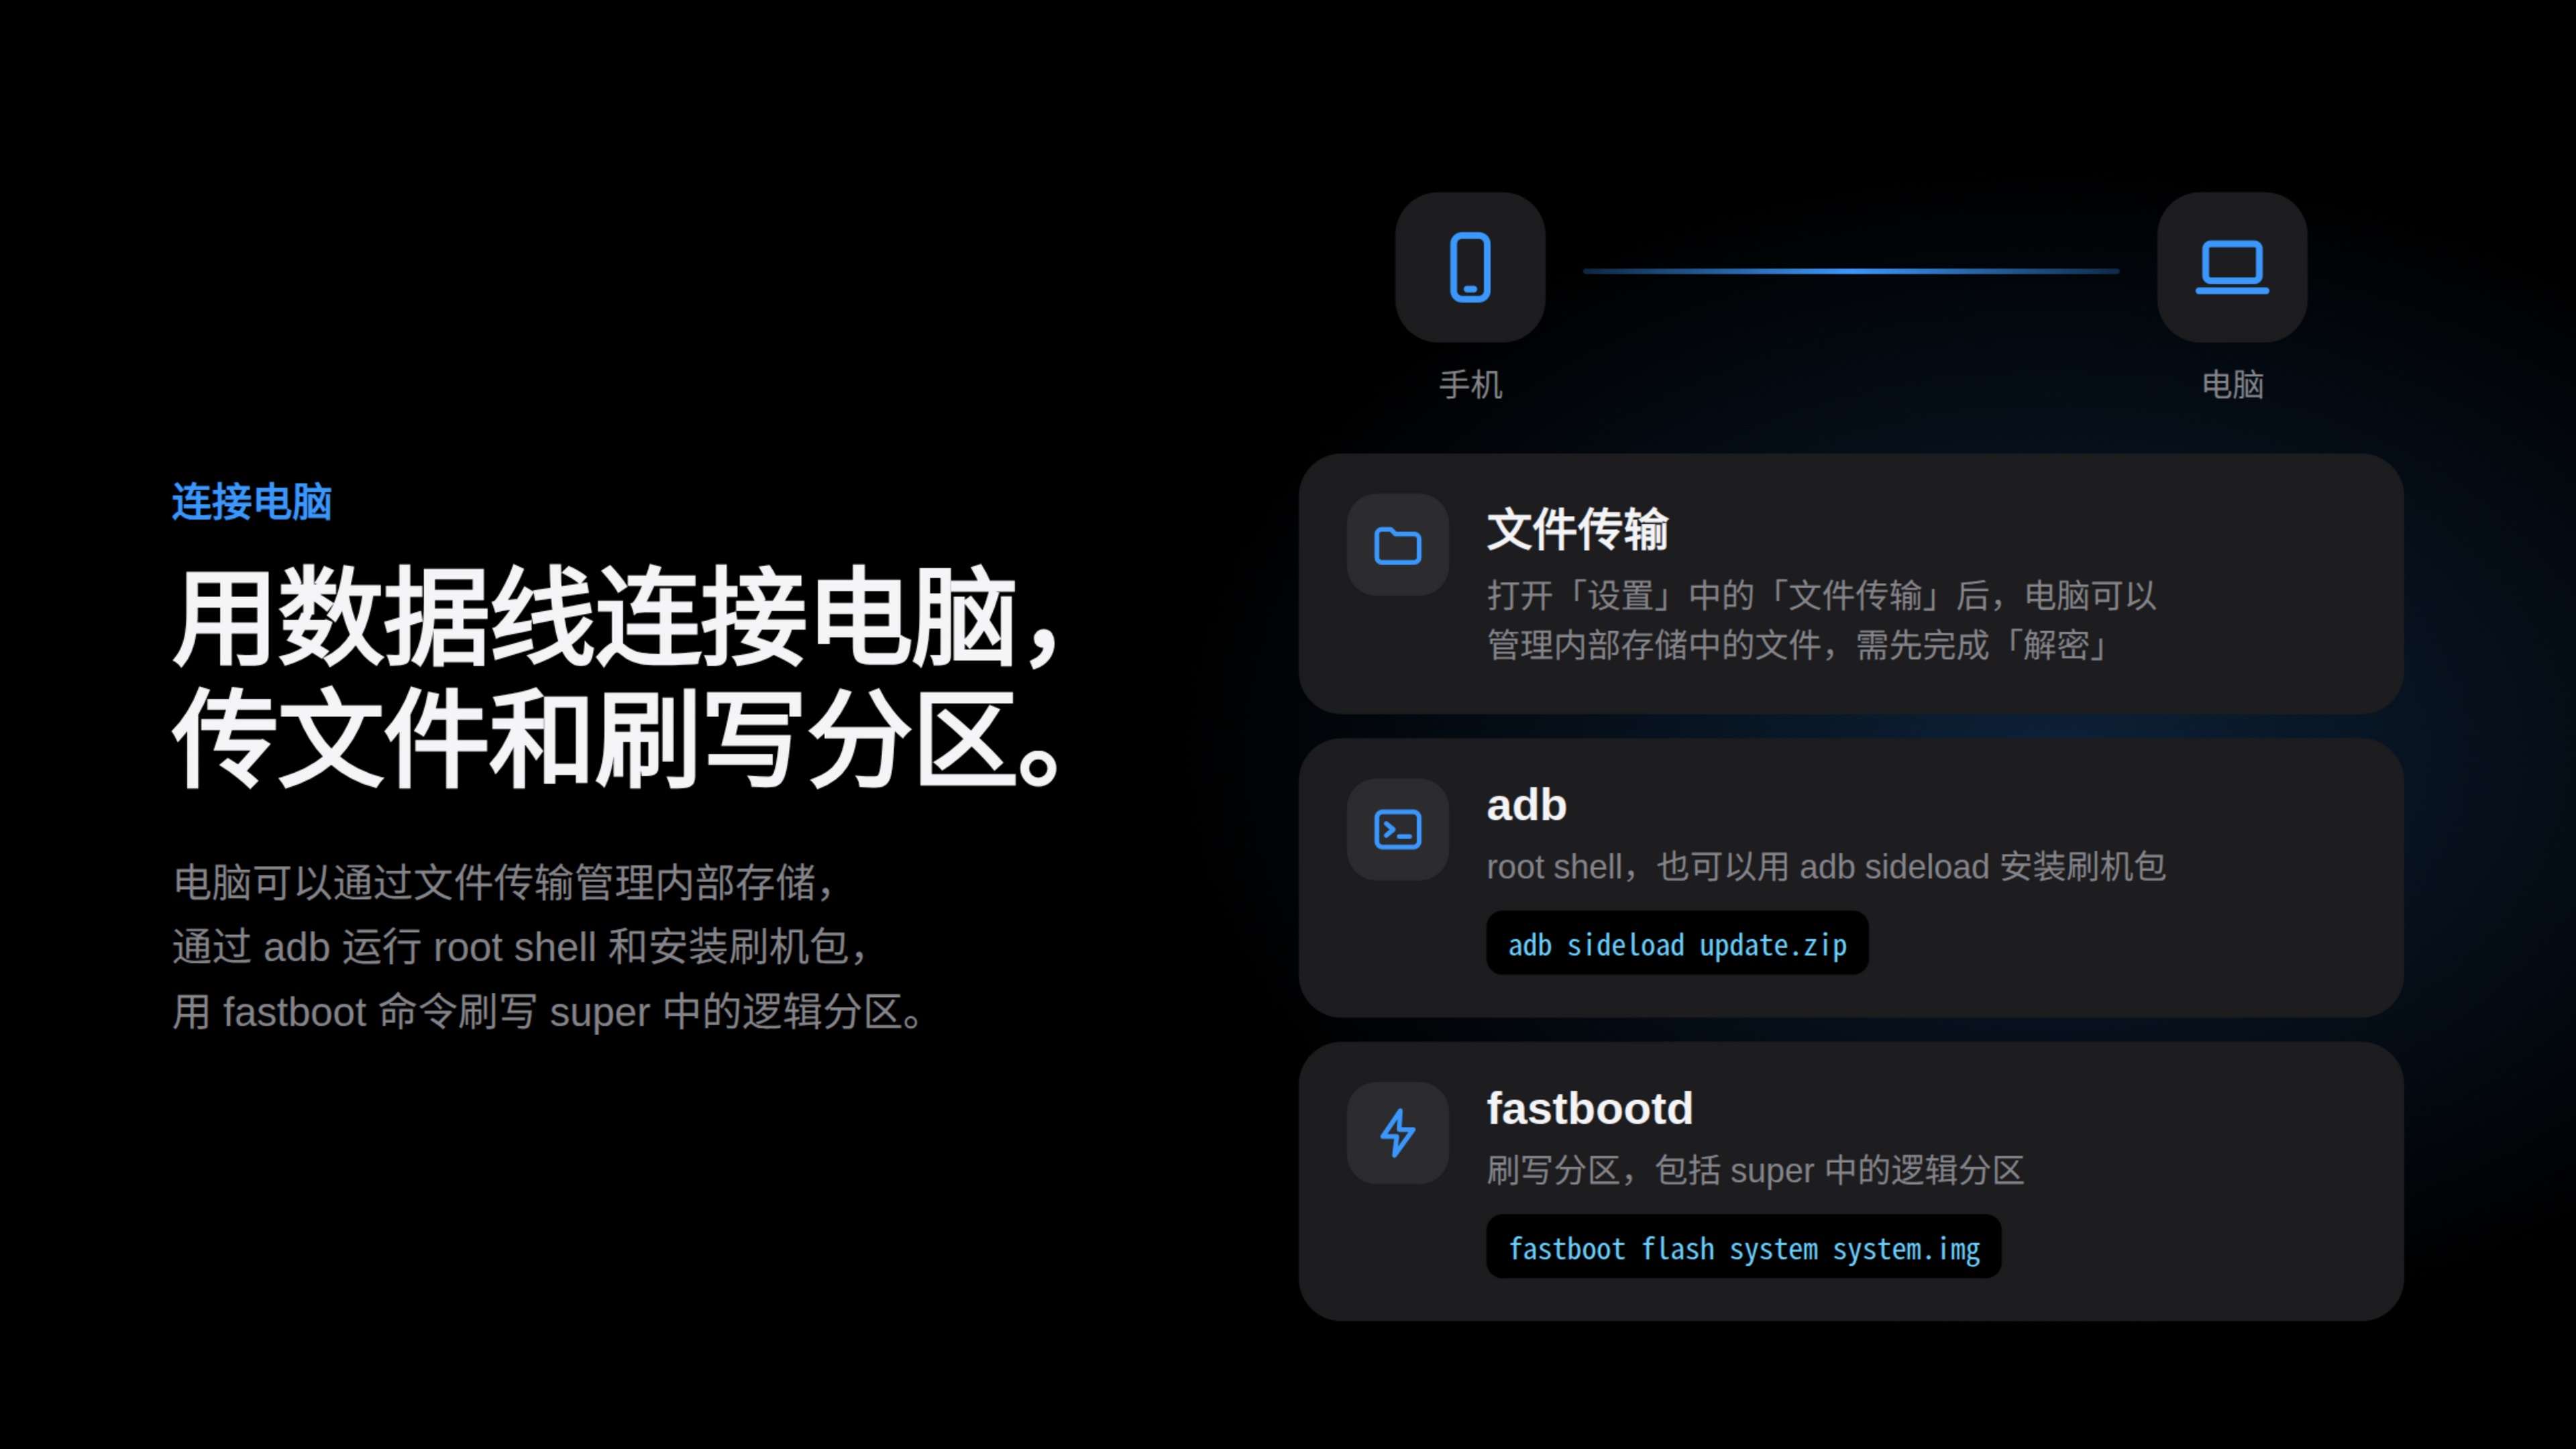 连接电脑
用数据线连接电脑，
传文件和刷写分区。
电脑可以通过文件传输管理内部存储，
通过 adb 运行 root shell 和安装刷机包，
用 fastboot 命令刷写 super 中的逻辑分区。
手机
电脑
文件传输
打开「设置」中的「文件传输」后，电脑可以
管理内部存储中的文件，需先完成「解密」
adb
root shell，也可以用 adb sideload 安装刷机包
adb sideload update.zip
fastbootd
刷写分区，包括 super 中的逻辑分区
fastboot flash system system.img